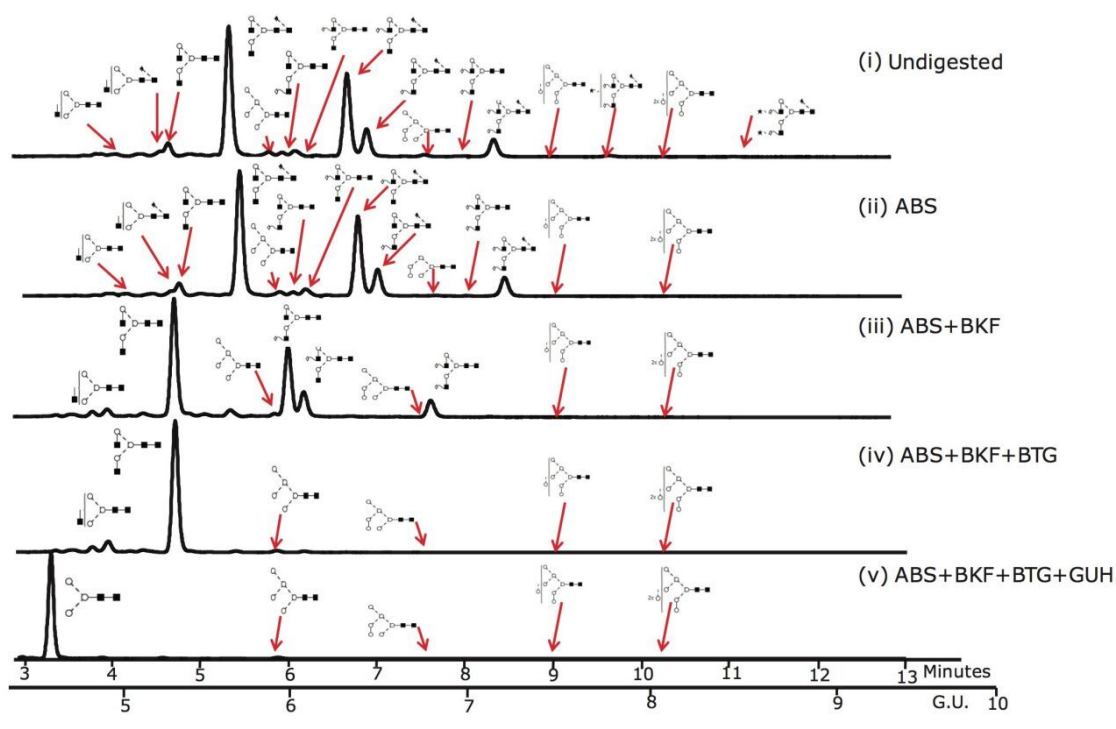 (i) Undigested
(ii) ABS
(iii) ABS+BKF
(iv) ABS+BKF+BTG
(v) ABS+BKF+BTG+GUH
3 4 5 6 7 8 9 10 11 12 13 Minutes
5 6 7 8 9 G.U. 10